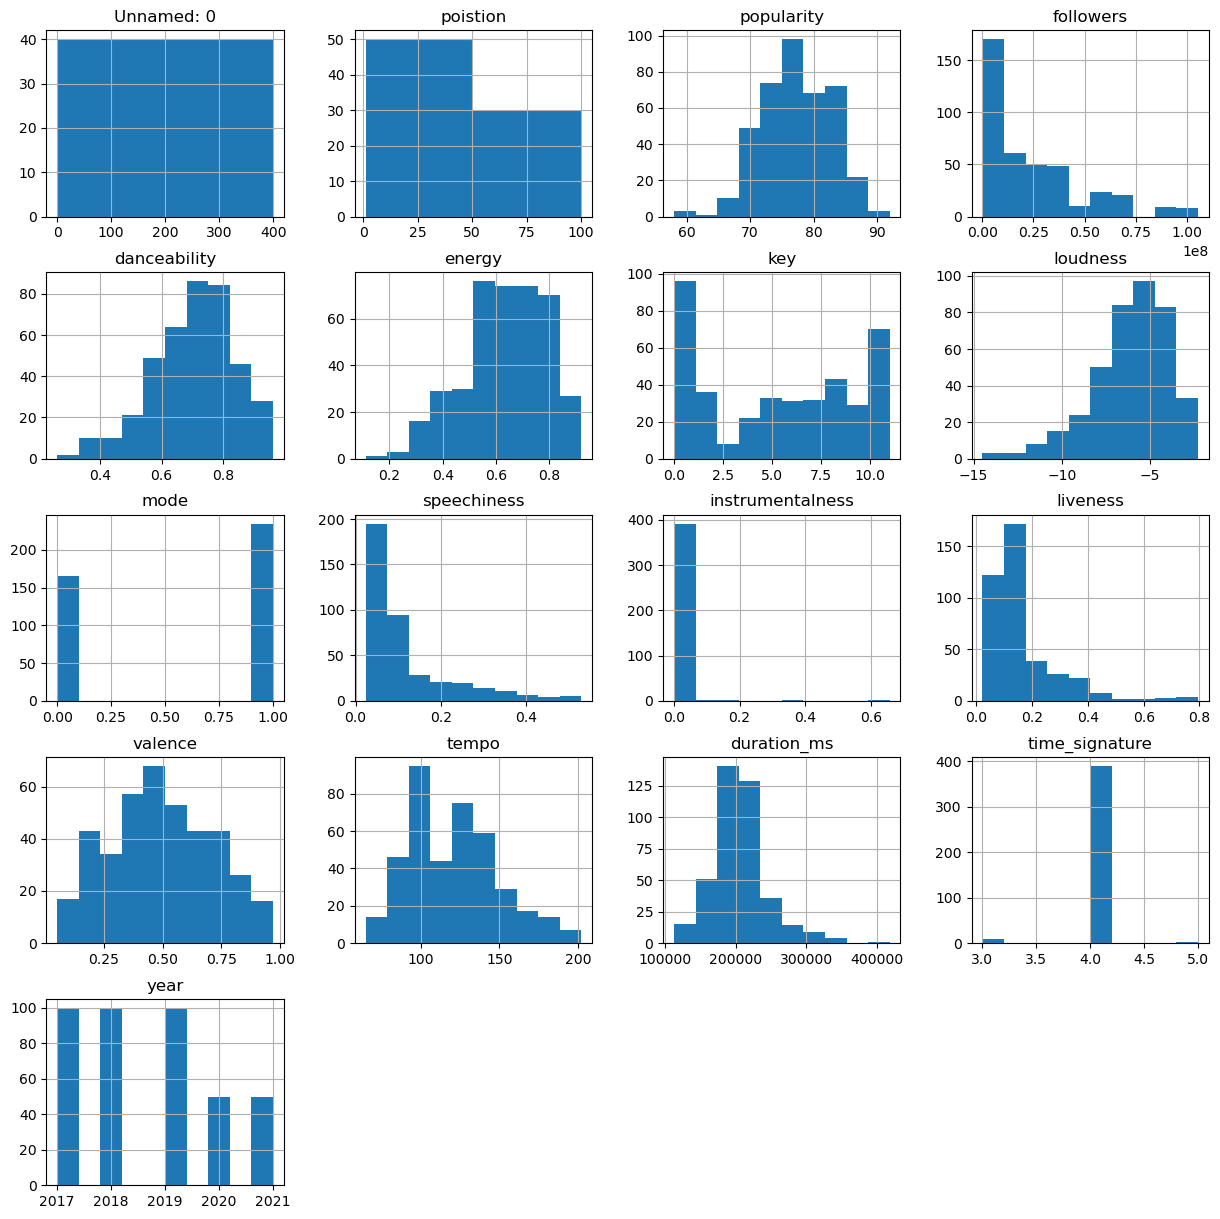 Unnamed: 0
poistion
popularity
followers
40
30
20
10
0
0 100 200 300 400
50
40
30
20
10
0
0 25 50 75 100
100
80
60
40
20
0
60 70 80 90
150
100
50
0
0.00 0.25 0.50 0.75 1.00
1e8
danceability
energy
key
loudness
80
60
40
20
0
0.4 0.6 0.8
60
40
20
0
0.2 0.4 0.6 0.8
100
80
60
40
20
0
0.0 2.5 5.0 7.5 10.0
100
80
60
40
20
0
−15 −10 −5
mode
speechiness
instrumentalness
liveness
200
150
100
50
0
0.00 0.25 0.50 0.75 1.00
200
150
100
50
0
0.0 0.2 0.4
400
300
200
100
0
0.0 0.2 0.4 0.6
150
100
50
0
0.0 0.2 0.4 0.6 0.8
valence
tempo
duration_ms
time_signature
60
40
20
0
0.25 0.50 0.75 1.00
100
80
60
40
20
0
100 150 200
125
100
75
50
25
0
100000 200000 300000 400000
400
300
200
100
0
3.0 3.5 4.0 4.5 5.0
year
100
80
60
40
20
0
2017 2018 2019 2020 2021